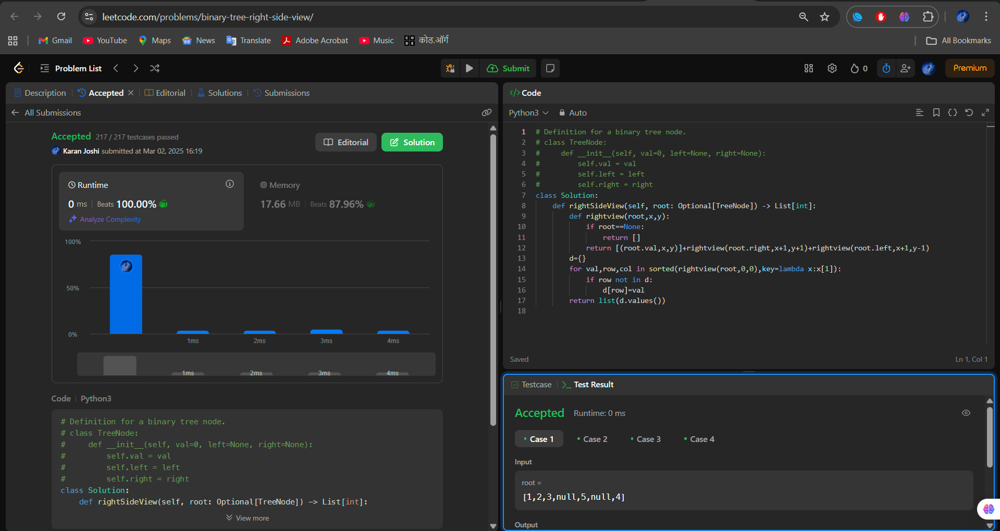 leetcode.com/problems/binary-tree-right-side-view/
Gmail YouTube Maps News Translate Adobe Acrobat Music कोड.ऑर्ग All Bookmarks
Problem List Submit 0 Premium
Description Accepted Editorial Solutions Submissions
All Submissions
Accepted 217 / 217 testcases passed
Karan Joshi submitted at Mar 02, 2025 16:19
Editorial Solution
Runtime
0 ms Beats 100.00%
Analyze Complexity
Memory
17.66 MB Beats 87.96%
100%
50%
0%
1ms 2ms 3ms 4ms
1ms 2ms 3ms 4ms
Code Python3
# Definition for a binary tree node.
# class TreeNode:
#     def __init__(self, val=0, left=None, right=None):
#         self.val = val
#         self.left = left
#         self.right = right
class Solution:
    def rightSideView(self, root: Optional[TreeNode]) -> List[int]:
View more
</> Code
Python3 Auto
1 # Definition for a binary tree node.
2 # class TreeNode:
3 #     def __init__(self, val=0, left=None, right=None):
4 #         self.val = val
5 #         self.left = left
6 #         self.right = right
7 class Solution:
8     def rightSideView(self, root: Optional[TreeNode]) -> List[int]:
9         def rightview(root,x,y):
10             if root==None:
11                 return []
12             return [(root.val,x,y)]+rightview(root.right,x+1,y+1)+rightview(root.left,x+1,y-1)
13         d={}
14         for val,row,col in sorted(rightview(root,0,0),key=lambda x:x[1]):
15             if row not in d:
16                 d[row]=val
17         return list(d.values())
18
Saved Ln 1, Col 1
Testcase >_ Test Result
Accepted Runtime: 0 ms
Case 1 Case 2 Case 3 Case 4
Input
root =
[1,2,3,null,5,null,4]
Output